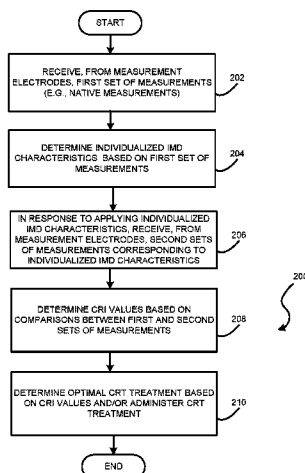 START
RECEIVE, FROM MEASUREMENT
ELECTRODES, FIRST SET OF MEASUREMENTS
(E.G., NATIVE MEASUREMENTS)
202
DETERMINE INDIVIDUALIZED IMD
CHARACTERISTICS BASED ON FIRST SET OF
MEASUREMENTS
204
IN RESPONSE TO APPLYING INDIVIDUALIZED
IMD CHARACTERISTICS, RECEIVE, FROM
MEASUREMENT ELECTRODES, SECOND SETS
OF MEASUREMENTS CORRESPONDING TO
INDIVIDUALIZED IMD CHARACTERISTICS
206
200
DETERMINE CRI VALUES BASED ON
COMPARISONS BETWEEN FIRST AND SECOND
SETS OF MEASUREMENTS
208
DETERMINE OPTIMAL CRT TREATMENT BASED
ON CRI VALUES AND/OR ADMINISTER CRT
TREATMENT
210
END